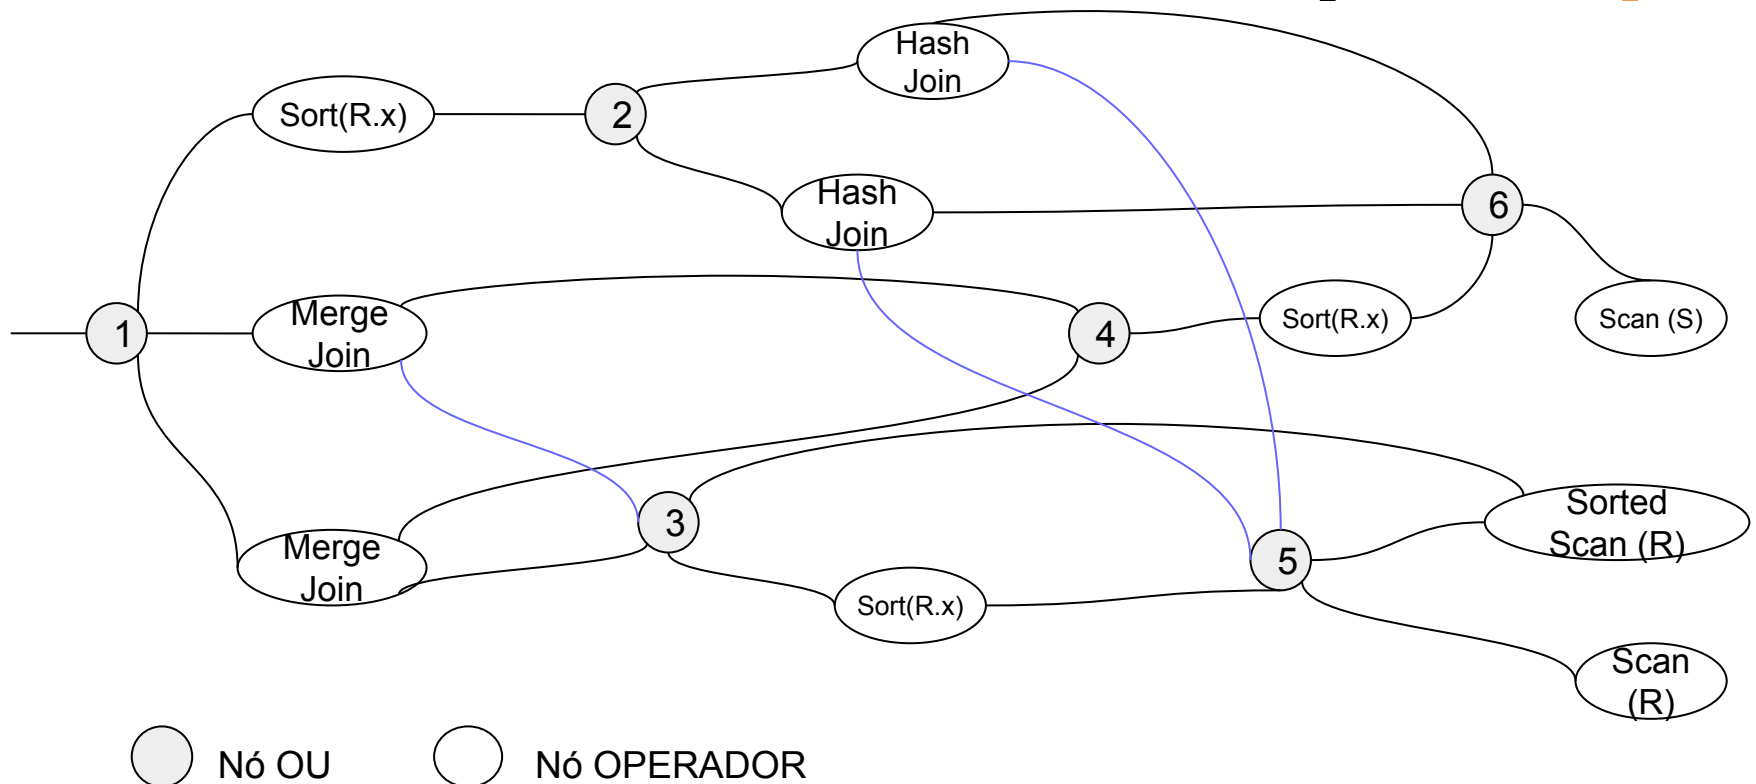 Hash
Join
Sort(R.x)
2
Hash
Join
6
1
Merge
Join
4
Sort(R.x)
Scan (S)
3
Sorted
Scan (R)
Merge
Join
5
Sort(R.x)
Scan
(R)
Nó OU
Nó OPERADOR